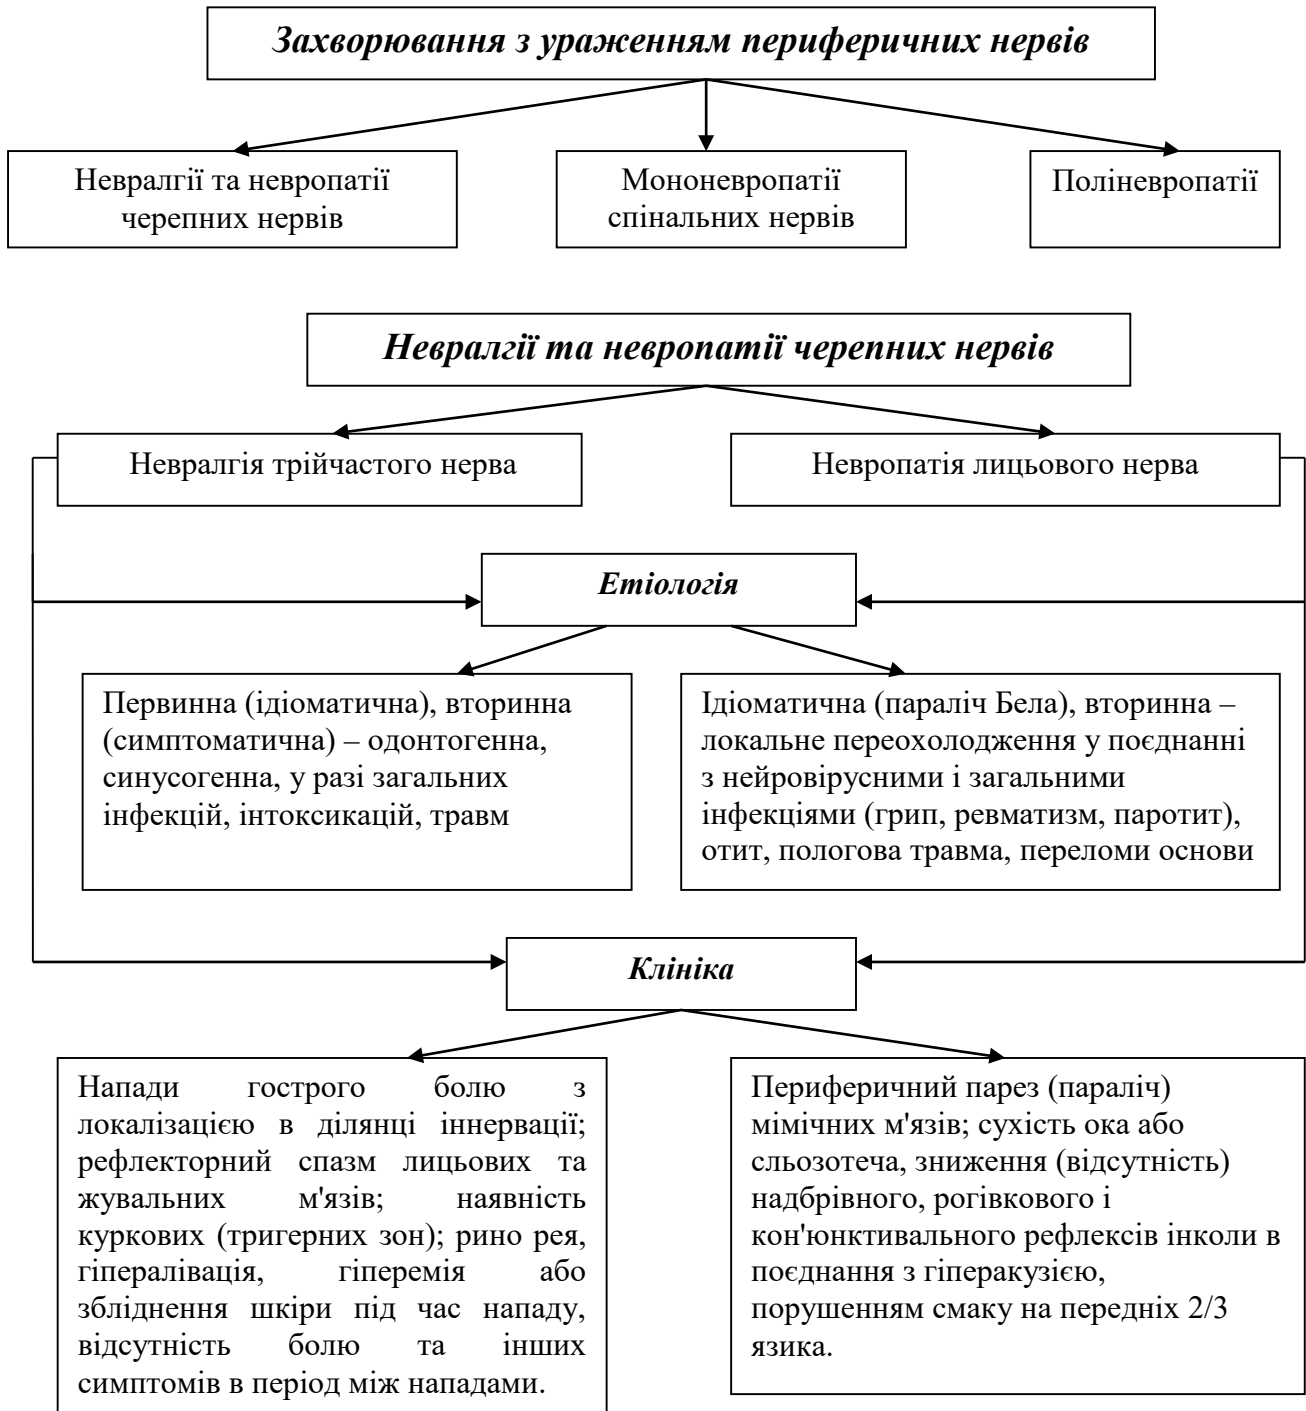 Захворювання з ураженням периферичних нервів
Невралгії та невропатії
черепних нервів
Мононевропатії
спінальних нервів
Поліневропатії
Невралгії та невропатії черепних нервів
Невралгія трійчастого нерва
Невропатія лицьового нерва
Етіологія
Первинна (ідіоматична), вторинна
(симптоматична) – одонтогенна,
синусогенна, у разі загальних
інфекцій, інтоксикацій, травм
Ідіоматична (параліч Бела), вторинна –
локальне переохолодження у поєднанні
з нейровірусними і загальними
інфекціями (грип, ревматизм, паротит),
отит, пологова травма, переломи основи
Клініка
Напади гострого болю з
локалізацією в ділянці іннервації;
рефлекторний спазм лицьових та
жувальних м'язів; наявність
куркових (тригерних зон); рино рея,
гіпералівація, гіперемія або
збліднення шкіри під час нападу,
відсутність болю та інших
симптомів в період між нападами.
Периферичний парез (параліч)
мімічних м'язів; сухість ока або
сльозотеча, зниження (відсутність)
надбрівного, рогівкового і
кон'юнктивального рефлексів інколи в
поєднання з гіперакузією,
порушенням смаку на передніх 2/3
язика.